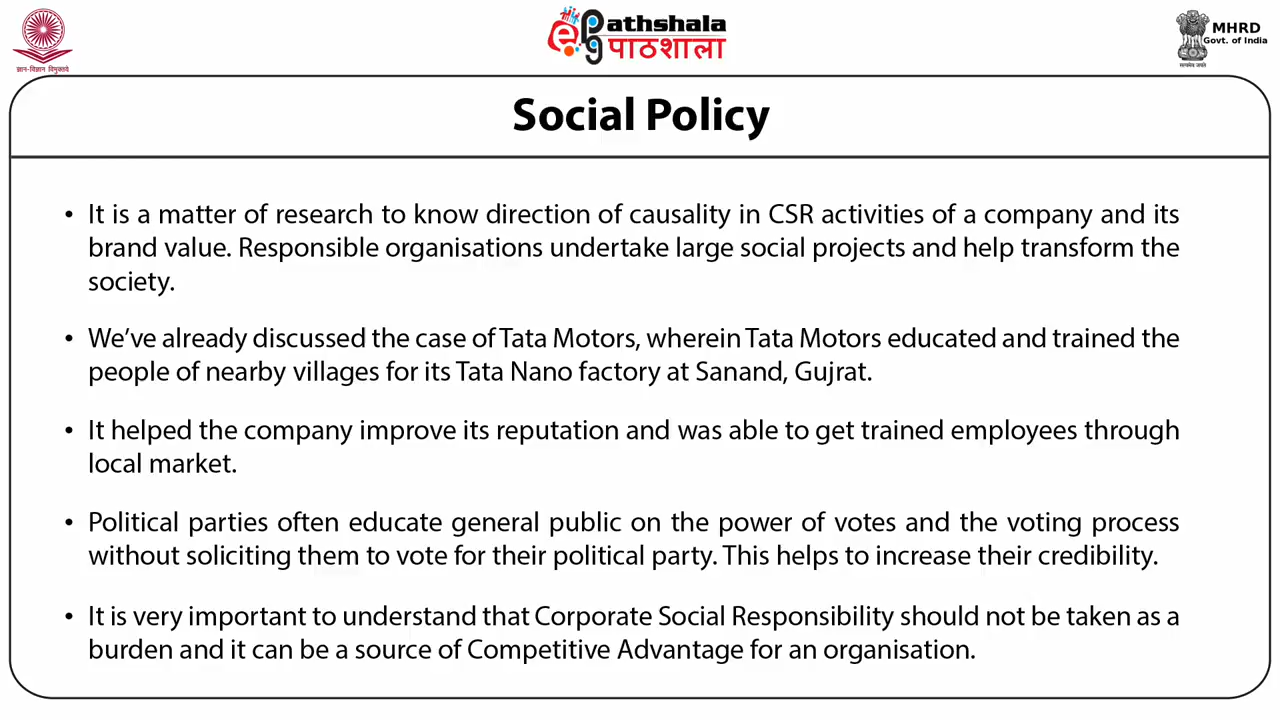 ज्ञान-विज्ञान विमुक्तये
epg Pathshala
पाठशाला
MHRD
Govt. of India
सत्यमेव जयते
Social Policy
• It is a matter of research to know direction of causality in CSR activities of a company and its
brand value. Responsible organisations undertake large social projects and help transform the
society.
• We've already discussed the case of Tata Motors, wherein Tata Motors educated and trained the
people of nearby villages for its Tata Nano factory at Sanand, Gujrat.
• It helped the company improve its reputation and was able to get trained employees through
local market.
• Political parties often educate general public on the power of votes and the voting process
without soliciting them to vote for their political party. This helps to increase their credibility.
• It is very important to understand that Corporate Social Responsibility should not be taken as a
burden and it can be a source of Competitive Advantage for an organisation.